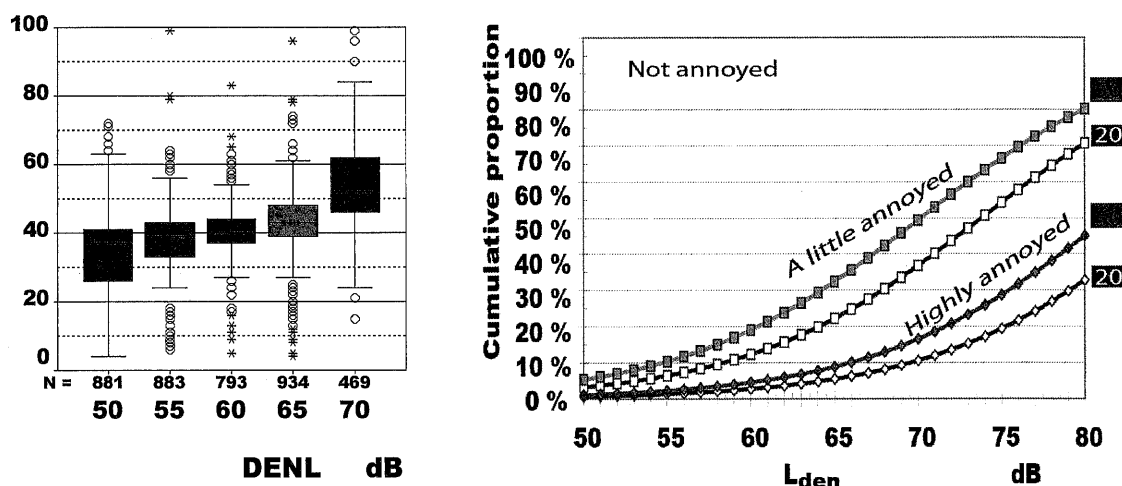 100
80
60
40
20
0
N = 881 883 793 934 469
50 55 60 65 70
DENL dB
Cumulative proportion
100 %
90 %
80 %
70 %
60 %
50 %
40 %
30 %
20 %
10 %
0 %
Not annoyed
A little annoyed
Highly annoyed
20
20
50 55 60 65 70 75 80
Lden dB